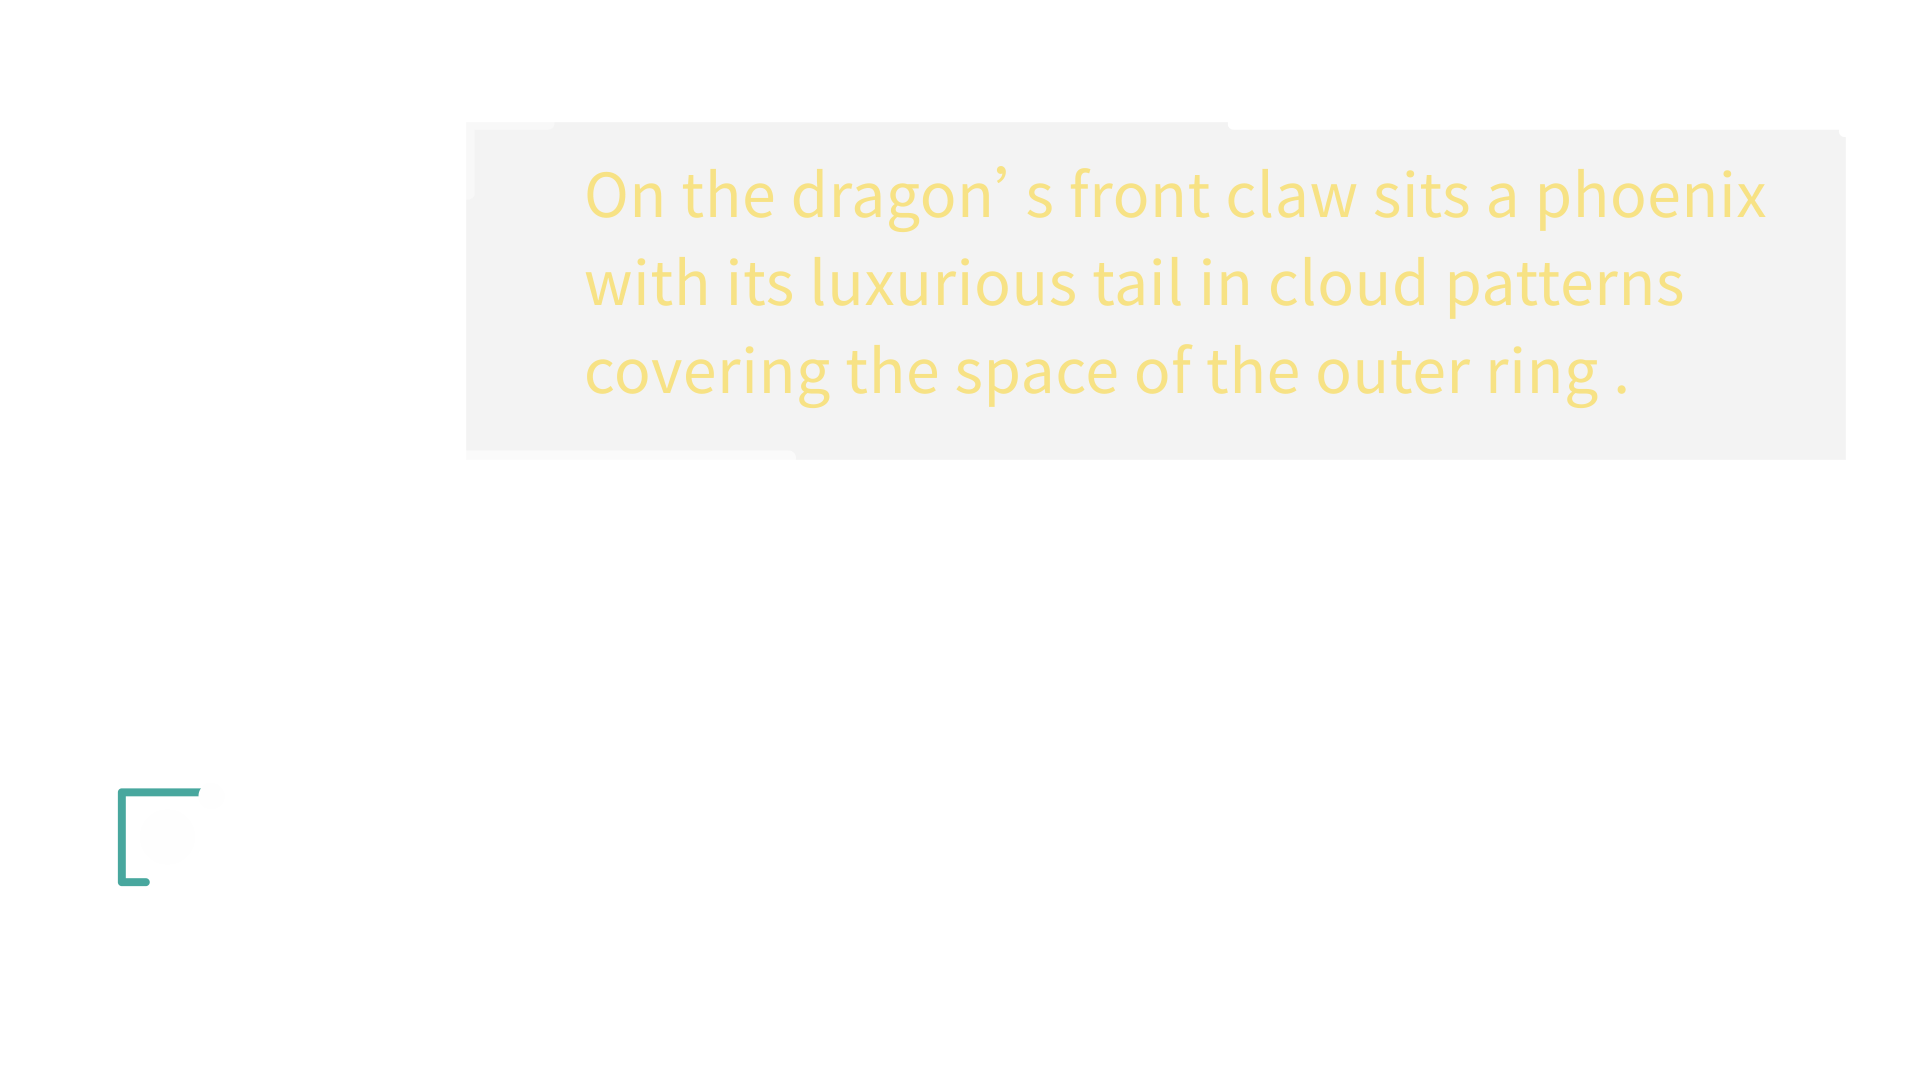 On the dragon’s front claw sits a phoenix
with its luxurious tail in cloud patterns
covering the space of the outer ring .